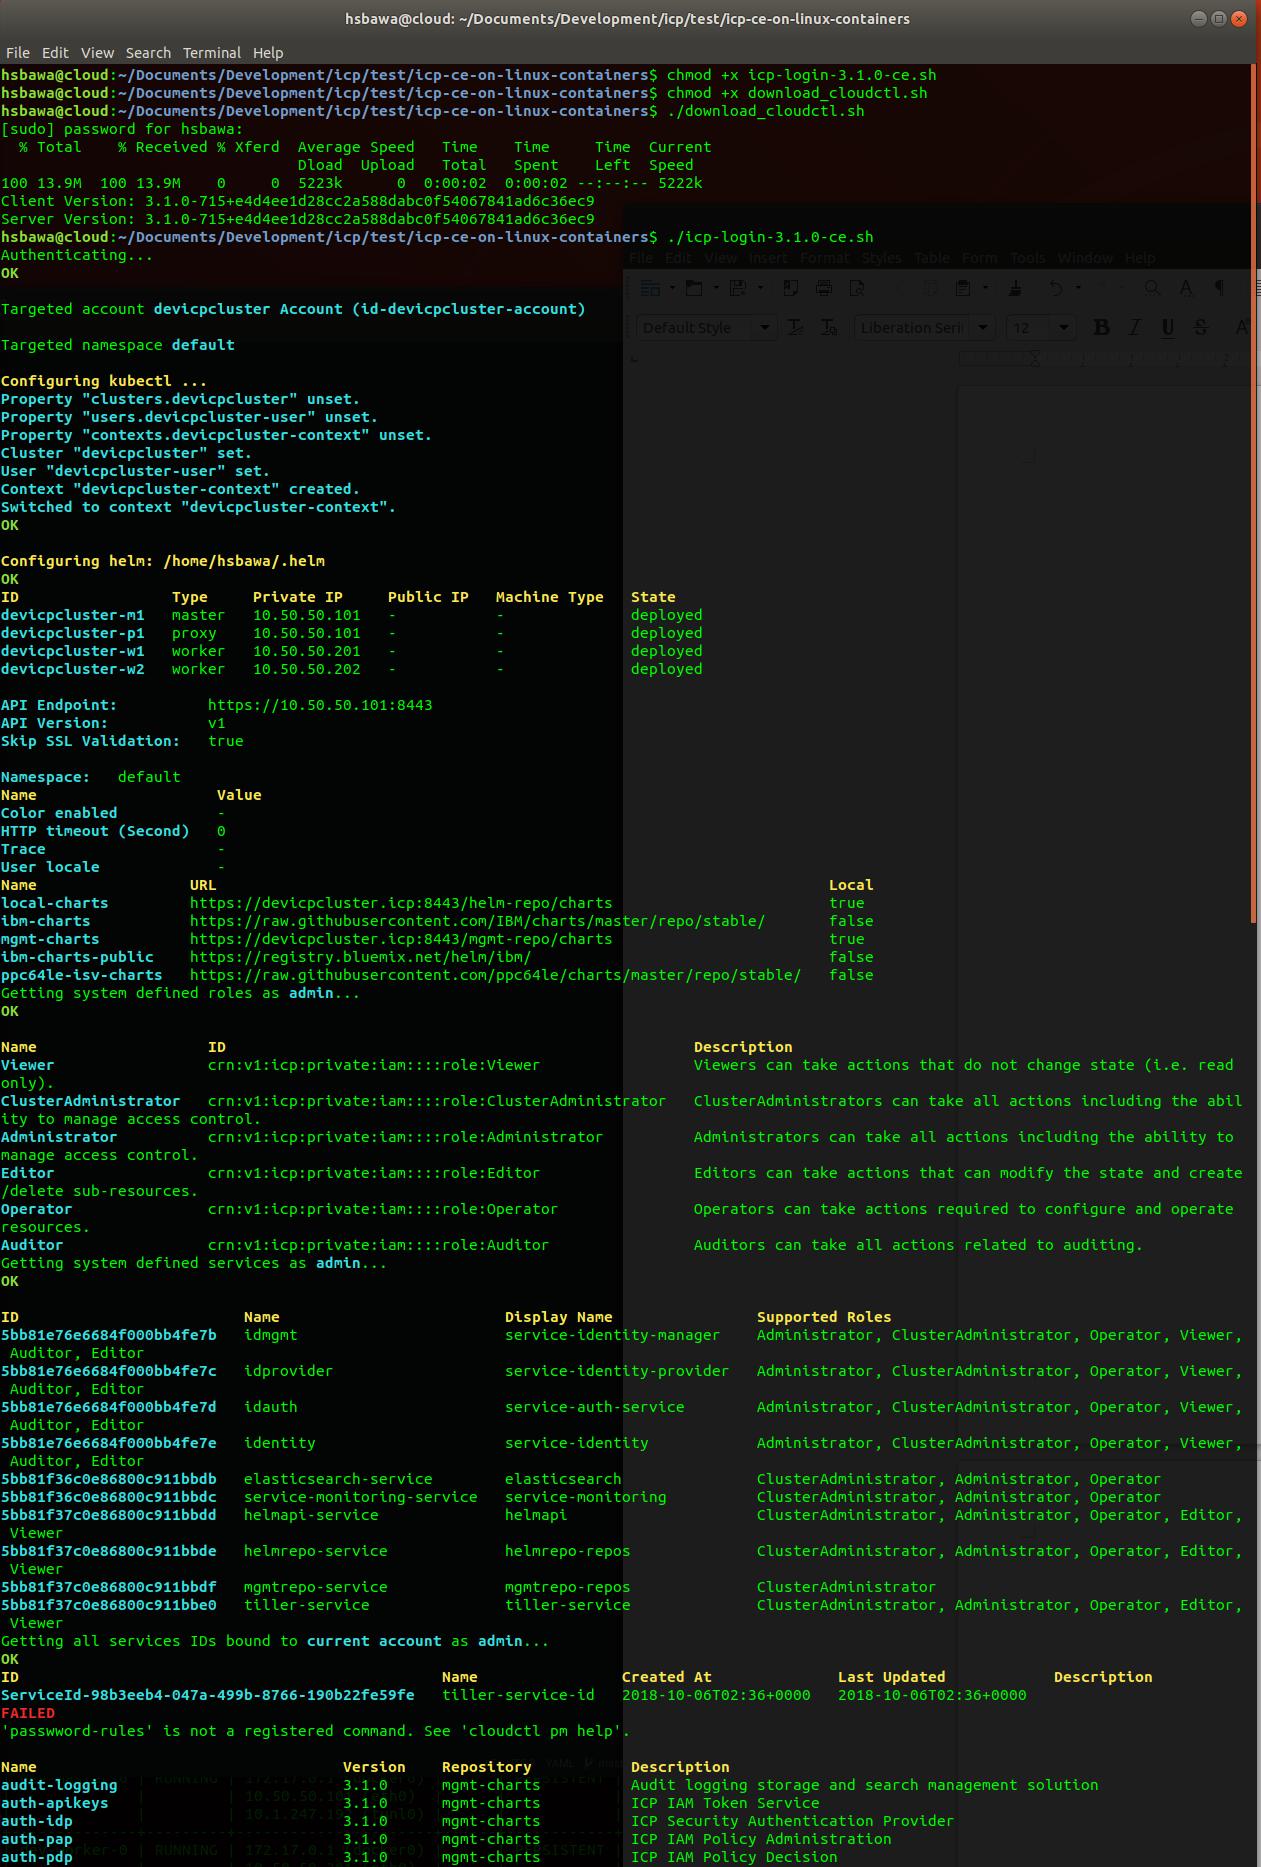 hsbawa@cloud: ~/Documents/Development/icp/test/icp-ce-on-linux-containers
File Edit View Search Terminal Help
hsbawa@cloud:~/Documents/Development/icp/test/icp-ce-on-linux-containers$ chmod +x icp-login-3.1.0-ce.sh
hsbawa@cloud:~/Documents/Development/icp/test/icp-ce-on-linux-containers$ chmod +x download_cloudctl.sh
hsbawa@cloud:~/Documents/Development/icp/test/icp-ce-on-linux-containers$ ./download_cloudctl.sh
[sudo] password for hsbawa:
% Total % Received % Xferd Average Speed Time Time Time Current
Dload Upload Total Spent Left Speed
100 13.9M 100 13.9M 0 0 5223k 0 0:00:02 0:00:02 --:--:-- 5222k
Client Version: 3.1.0-715+e4d4ee1d28cc2a588dabc0f54067841ad6c36ec9
Server Version: 3.1.0-715+e4d4ee1d28cc2a588dabc0f54067841ad6c36ec9
hsbawa@cloud:~/Documents/Development/icp/test/icp-ce-on-linux-containers$ ./icp-login-3.1.0-ce.sh
Authenticating...
File Edit View Insert Format Styles Table Form Tools Window Help
OK
Targeted account devicpcluster Account (id-devicpcluster-account)
Default Style Liberation Seri 12
Targeted namespace default
Configuring kubectl ...
Property "clusters.devicpcluster" unset.
Property "users.devicpcluster-user" unset.
Property "contexts.devicpcluster-context" unset.
Cluster "devicpcluster" set.
User "devicpcluster-user" set.
Context "devicpcluster-context" created.
Switched to context "devicpcluster-context".
OK
Configuring helm: /home/hsbawa/.helm
OK
ID Type Private IP Public IP Machine Type State
devicpcluster-m1 master 10.50.50.101 - - deployed
devicpcluster-p1 proxy 10.50.50.101 - - deployed
devicpcluster-w1 worker 10.50.50.201 - - deployed
devicpcluster-w2 worker 10.50.50.202 - - deployed
API Endpoint: https://10.50.50.101:8443
API Version: v1
Skip SSL Validation: true
Namespace: default
Name Value
Color enabled -
HTTP timeout (Second) 0
Trace -
User locale -
Name URL Local
local-charts https://devicpcluster.icp:8443/helm-repo/charts true
ibm-charts https://raw.githubusercontent.com/IBM/charts/master/repo/stable/ false
mgmt-charts https://devicpcluster.icp:8443/mgmt-repo/charts true
ibm-charts-public https://registry.bluemix.net/helm/ibm/ false
ppc64le-isv-charts https://raw.githubusercontent.com/ppc64le/charts/master/repo/stable/ false
Getting system defined roles as admin...
OK
Name ID Description
Viewer crn:v1:icp:private:iam::::role:Viewer Viewers can take actions that do not change state (i.e. read
only).
ClusterAdministrator crn:v1:icp:private:iam::::role:ClusterAdministrator ClusterAdministrators can take all actions including the abil
ity to manage access control.
Administrator crn:v1:icp:private:iam::::role:Administrator Administrators can take all actions including the ability to
manage access control.
Editor crn:v1:icp:private:iam::::role:Editor Editors can take actions that can modify the state and create
/delete sub-resources.
Operator crn:v1:icp:private:iam::::role:Operator Operators can take actions required to configure and operate
resources.
Auditor crn:v1:icp:private:iam::::role:Auditor Auditors can take all actions related to auditing.
Getting system defined services as admin...
OK
ID Name Display Name Supported Roles
5bb81e76e6684f000bb4fe7b idmgmt service-identity-manager Administrator, ClusterAdministrator, Operator, Viewer,
Auditor, Editor
5bb81e76e6684f000bb4fe7c idprovider service-identity-provider Administrator, ClusterAdministrator, Operator, Viewer,
Auditor, Editor
5bb81e76e6684f000bb4fe7d idauth service-auth-service Administrator, ClusterAdministrator, Operator, Viewer,
Auditor, Editor
5bb81e76e6684f000bb4fe7e identity service-identity Administrator, ClusterAdministrator, Operator, Viewer,
Auditor, Editor
5bb81f36c0e86800c911bbdb elasticsearch-service elasticsearch ClusterAdministrator, Administrator, Operator
5bb81f36c0e86800c911bbdc service-monitoring-service service-monitoring ClusterAdministrator, Administrator, Operator
5bb81f37c0e86800c911bbdd helmapi-service helmapi ClusterAdministrator, Administrator, Operator, Editor,
Viewer
5bb81f37c0e86800c911bbde helmrepo-service helmrepo-repos ClusterAdministrator, Administrator, Operator, Editor,
Viewer
5bb81f37c0e86800c911bbdf mgmtrepo-service mgmtrepo-repos ClusterAdministrator
5bb81f37c0e86800c911bbe0 tiller-service tiller-service ClusterAdministrator, Administrator, Operator, Editor,
Viewer
Getting all services IDs bound to current account as admin...
OK
ID Name Created At Last Updated Description
ServiceId-98b3eeb4-047a-499b-8766-190b22fe59fe tiller-service-id 2018-10-06T02:36+0000 2018-10-06T02:36+0000
FAILED
'passwword-rules' is not a registered command. See 'cloudctl pm help'.
Name Version Repository Description
audit-logging 3.1.0 mgmt-charts Audit logging storage and search management solution
auth-apikeys 3.1.0 mgmt-charts ICP IAM Token Service
auth-idp 3.1.0 mgmt-charts ICP Security Authentication Provider
auth-pap 3.1.0 mgmt-charts ICP IAM Policy Administration
auth-pdp 3.1.0 mgmt-charts ICP IAM Policy Decision